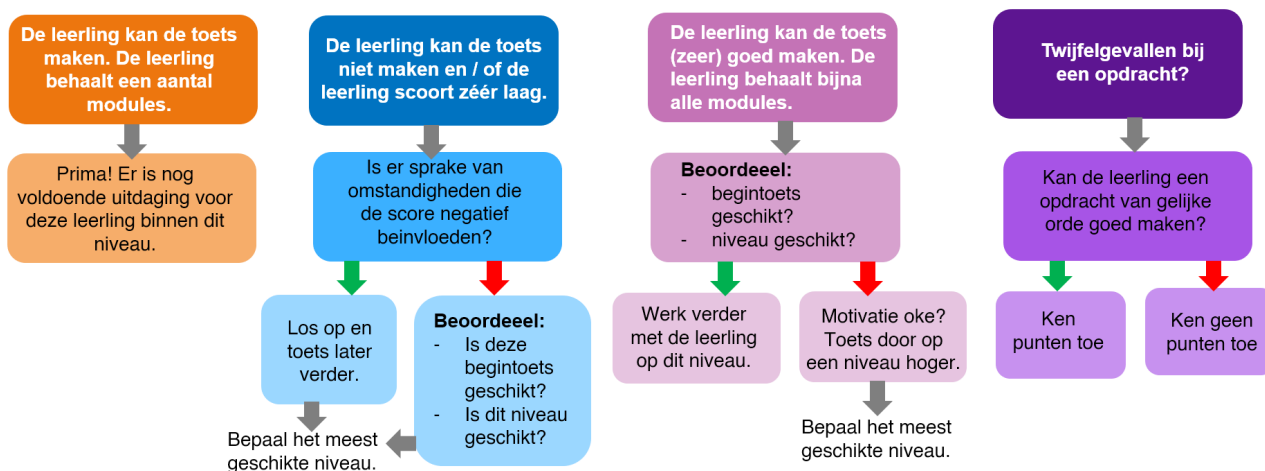 De leerling kan de toets
maken. De leerling
behaalt een aantal
modules.
Prima! Er is nog
voldoende uitdaging voor
deze leerling binnen dit
niveau.
De leerling kan de toets
niet maken en / of de
leerling scoort zéér laag.
Is er sprake van
omstandigheden die
de score negatief
beinvloeden?
Los op en
toets later
verder.
Beoordeeel:
- Is deze
begintoets
geschikt?
- Is dit niveau
geschikt?
Bepaal het meest
geschikte niveau.
De leerling kan de toets
(zeer) goed maken. De
leerling behaalt bijna
alle modules.
Beoordeeel:
- begintoets
geschikt?
- niveau geschikt?
Werk verder
met de leerling
op dit niveau.
Motivatie oke?
Toets door op
een niveau hoger.
Bepaal het meest
geschikte niveau.
Twijfelgevallen bij
een opdracht?
Kan de leerling een
opdracht van gelijke
orde goed maken?
Ken
punten toe
Ken geen
punten toe